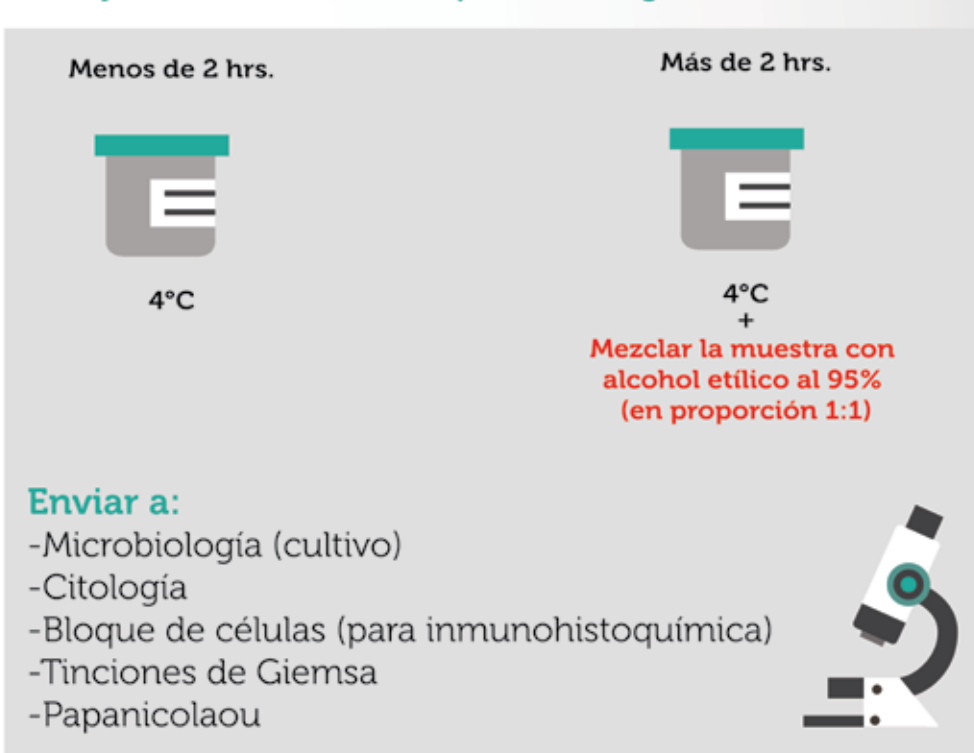 Menos de 2 hrs.
4°C
Más de 2 hrs.
4°C
+
Mezclar la muestra con
alcohol etílico al 95%
(en proporción 1:1)
Enviar a:
-Microbiología (cultivo)
-Citología
-Bloque de células (para inmunohistoquímica)
-Tinciones de Giemsa
-Papanicolaou